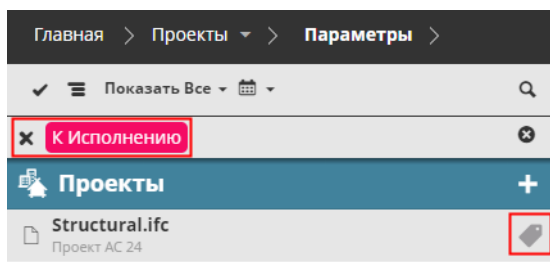 Главная > Проекты > Параметры >
Показать Все
К Исполнению
Проекты
Structural.ifc
Проект АС 24